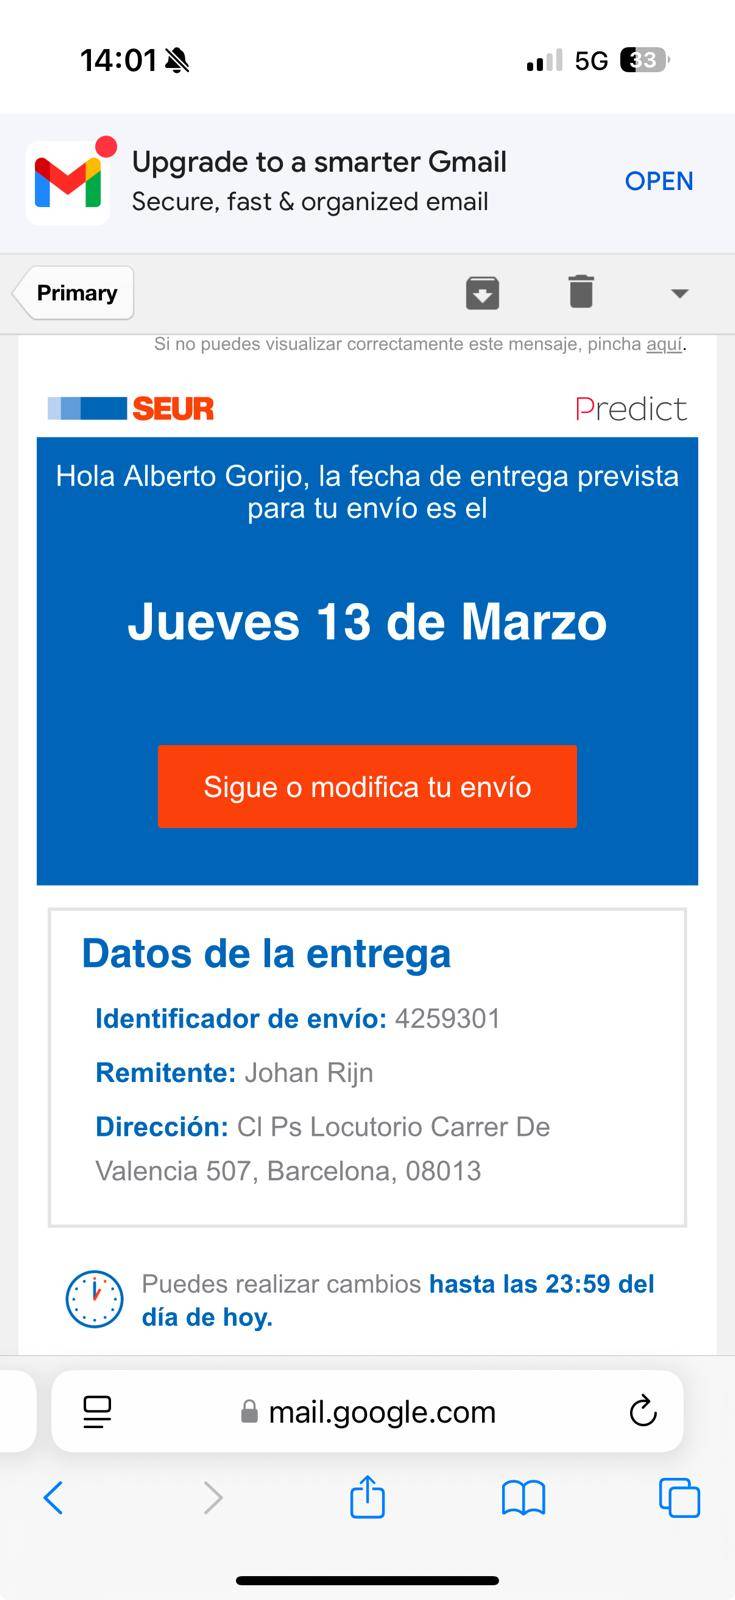 14:01
5G 33
Upgrade to a smarter Gmail
Secure, fast & organized email
OPEN
Primary
Si no puedes visualizar correctamente este mensaje, pincha aquí.
SEUR
Predict
Hola Alberto Gorijo, la fecha de entrega prevista
para tu envío es el
Jueves 13 de Marzo
Sigue o modifica tu envío
Datos de la entrega
Identificador de envío: 4259301
Remitente: Johan Rijn
Dirección: Cl Ps Locutorio Carrer De
Valencia 507, Barcelona, 08013
Puedes realizar cambios hasta las 23:59 del
día de hoy.
mail.google.com